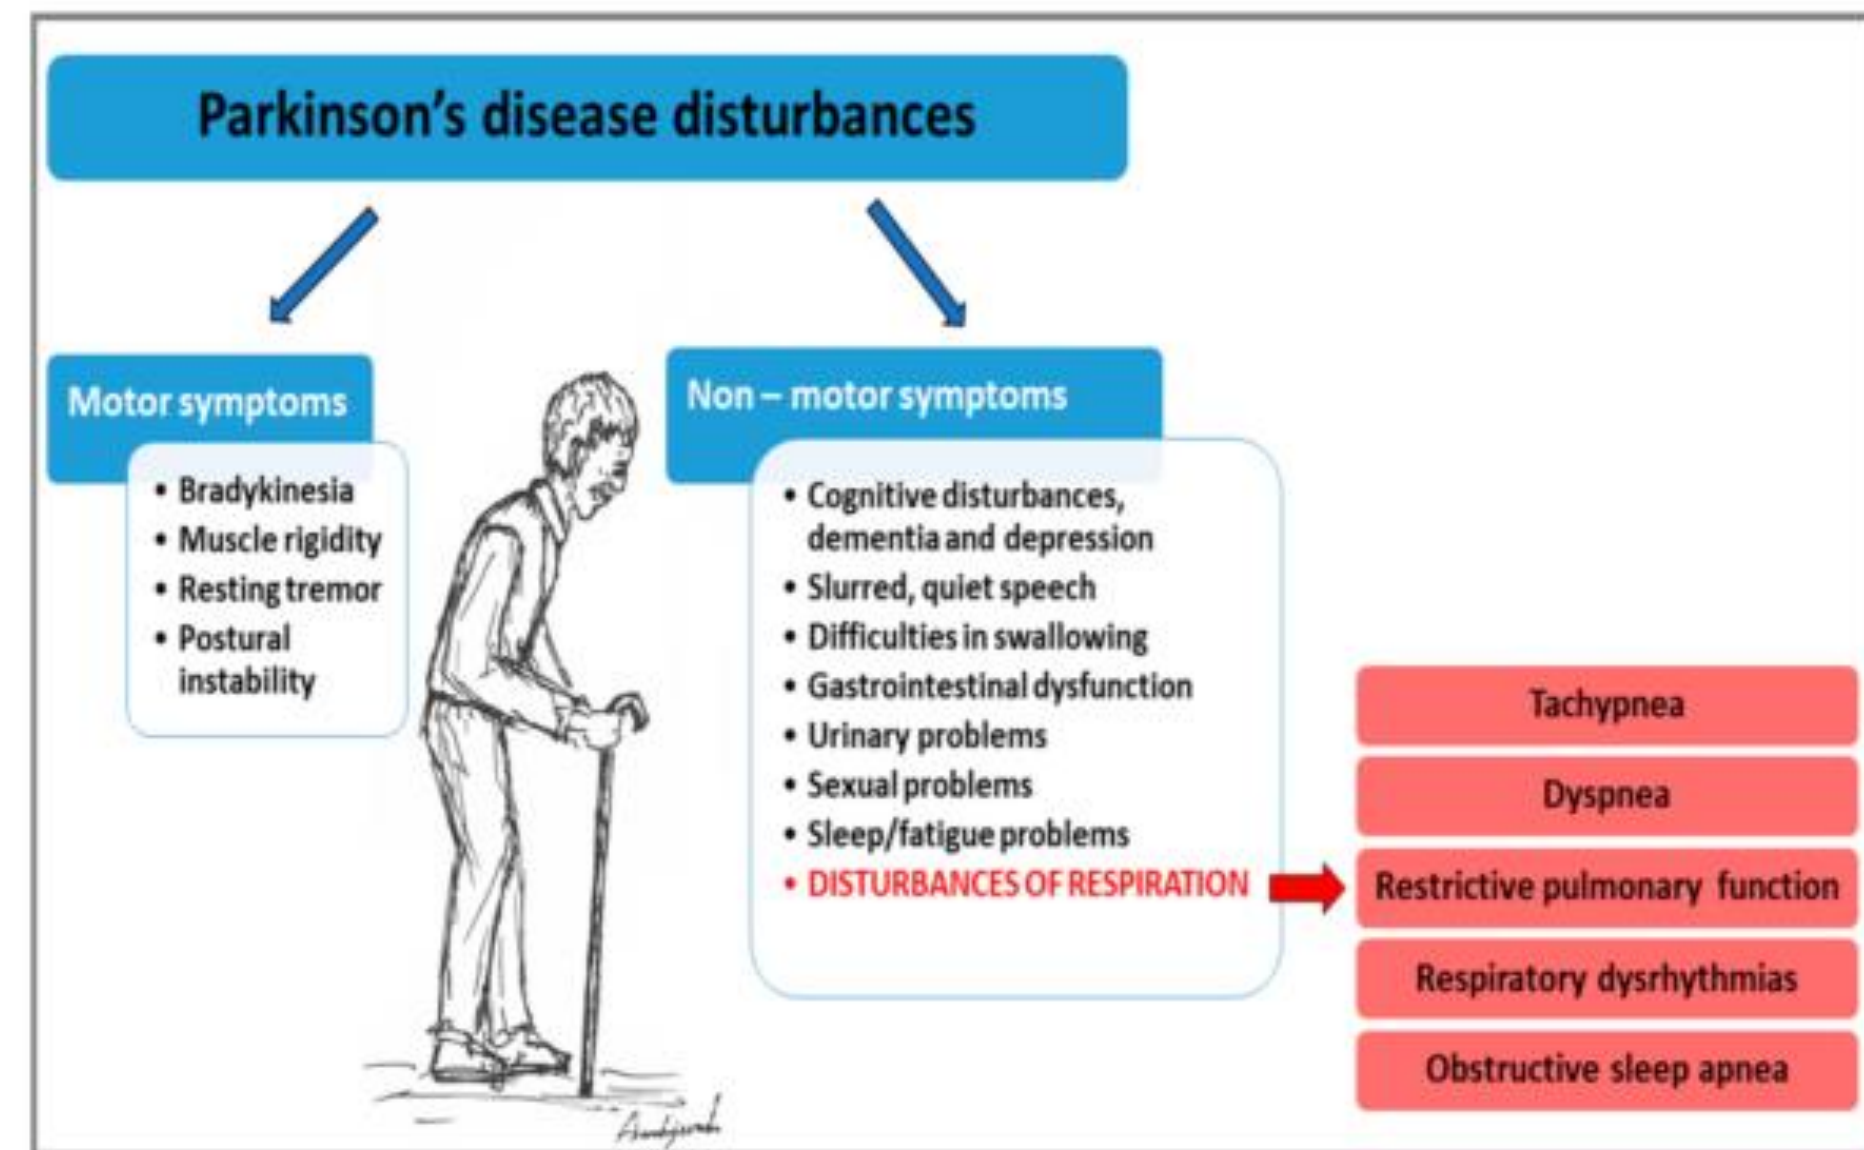 Parkinson's disease disturbances
Motor symptoms
• Bradykinesia
• Muscle rigidity
• Resting tremor
• Postural
instability
Non – motor symptoms
• Cognitive disturbances,
dementia and depression
• Slurred, quiet speech
• Difficulties in swallowing
• Gastrointestinal dysfunction
• Urinary problems
• Sexual problems
• Sleep/fatigue problems
• DISTURBANCES OF RESPIRATION
Tachypnea
Dyspnea
Restrictive pulmonary function
Respiratory dysrhythmias
Obstructive sleep apnea